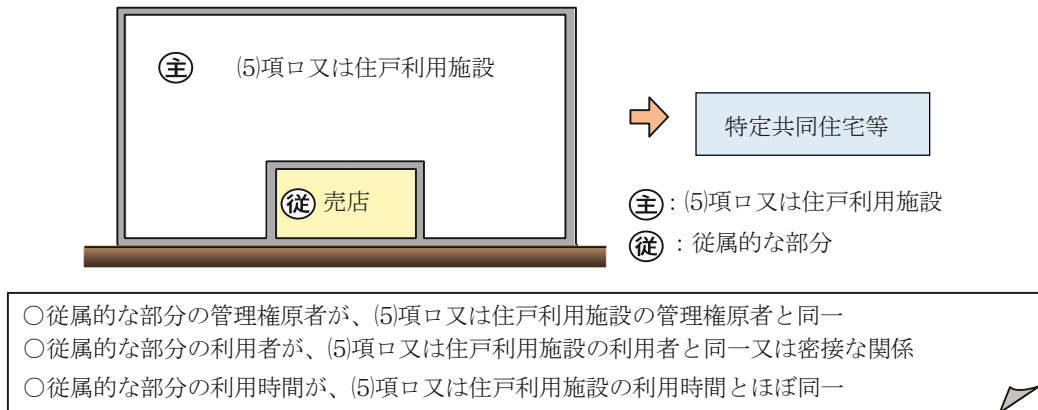 ㊟主 ⑸項ロ又は住戸利用施設
特定共同住宅等
従 売店
主：⑸項ロ又は住戸利用施設
従：従属的な部分
○従属的な部分の管理権原者が、⑸項ロ又は住戸利用施設の管理権原者と同一
○従属的な部分の利用者が、⑸項ロ又は住戸利用施設の利用者と同一又は密接な関係
○従属的な部分の利用時間が、⑸項ロ又は住戸利用施設の利用時間とほぼ同一